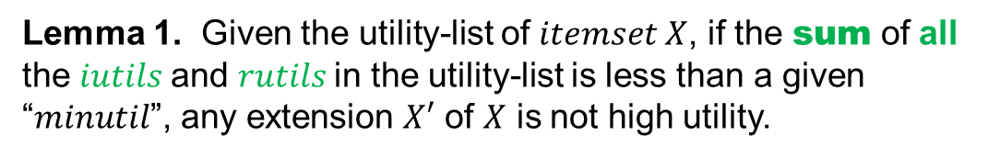 Lemma 1. Given the utility-list of itemset X, if the sum of all
the iutils and rutils in the utility-list is less than a given
“minutil”, any extension X′ of X is not high utility.